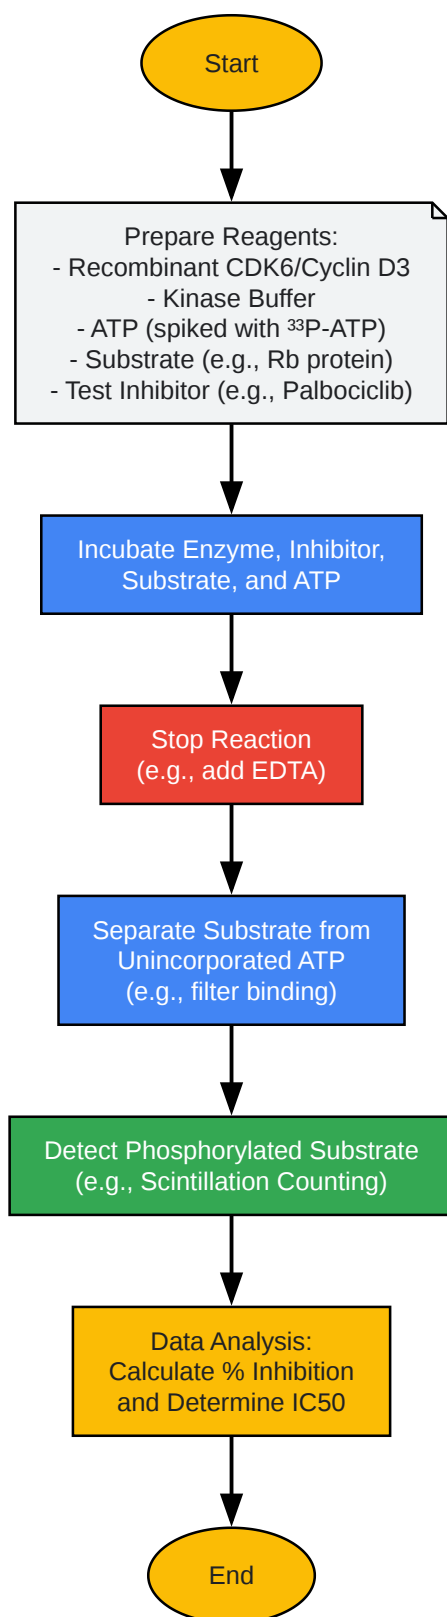 Start
Prepare Reagents:
- Recombinant CDK6/Cyclin D3
- Kinase Buffer
- ATP (spiked with ³³P-ATP)
- Substrate (e.g., Rb protein)
- Test Inhibitor (e.g., Palbociclib)
Incubate Enzyme, Inhibitor,
Substrate, and ATP
Stop Reaction
(e.g., add EDTA)
Separate Substrate from
Unincorporated ATP
(e.g., filter binding)
Detect Phosphorylated Substrate
(e.g., Scintillation Counting)
Data Analysis:
Calculate % Inhibition
and Determine IC50
End